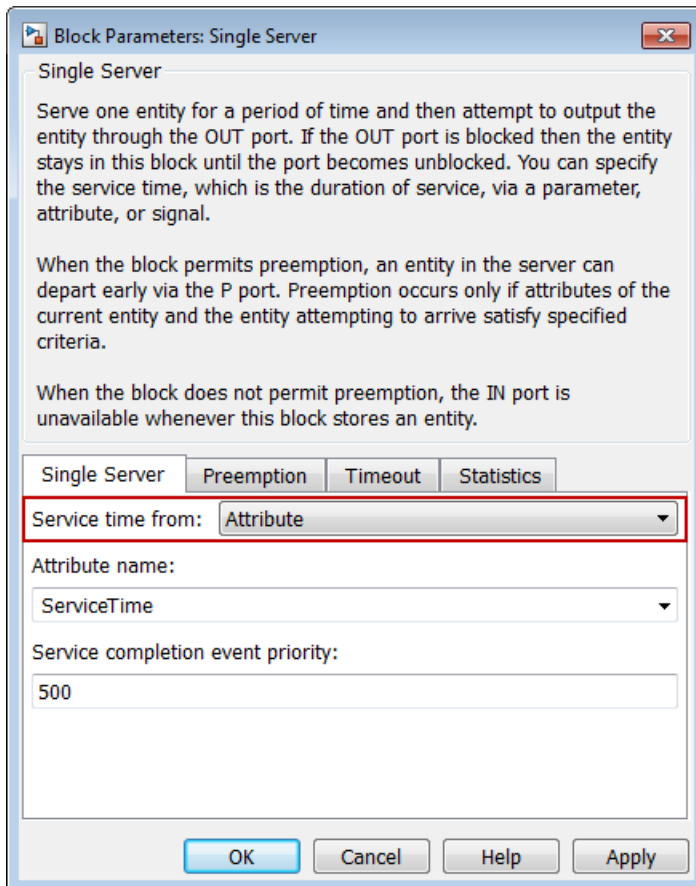 Block Parameters: Single Server
Single Server
Serve one entity for a period of time and then attempt to output the
entity through the OUT port. If the OUT port is blocked then the entity
stays in this block until the port becomes unblocked. You can specify
the service time, which is the duration of service, via a parameter,
attribute, or signal.
When the block permits preemption, an entity in the server can
depart early via the P port. Preemption occurs only if attributes of the
current entity and the entity attempting to arrive satisfy specified
criteria.
When the block does not permit preemption, the IN port is
unavailable whenever this block stores an entity.
Single Server Preemption Timeout Statistics
Service time from: Attribute
Attribute name:
ServiceTime
Service completion event priority:
500
OK Cancel Help Apply